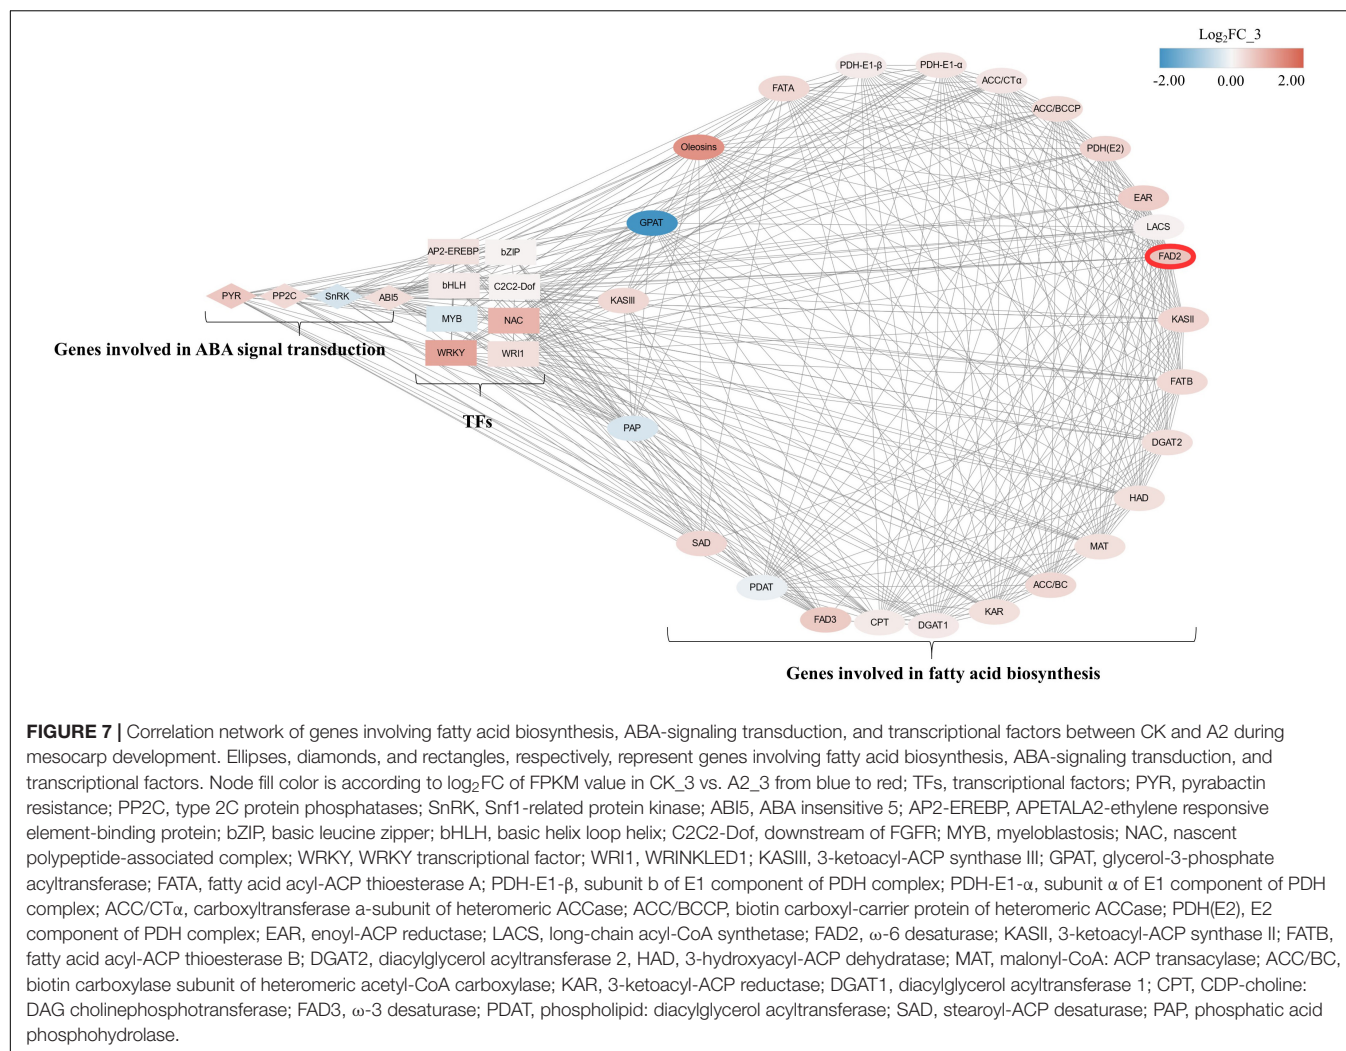 Log2FC_3
-2.00 0.00 2.00
PDH-E1-β
PDH-E1-α
ACC/CTα
FATA
ACC/BCCP
Oleosins
PDH(E2)
EAR
GPAT
LACS
AP2-EREBP
bZIP
FAD2
bHLH
C2C2-Dof
PYR
PP2C
SnRK
ABI5
KASIII
MYB
NAC
KASII
Genes involved in ABA signal transduction
WRKY
WRI1
FATB
TFs
PAP
DGAT2
HAD
SAD
MAT
PDAT
ACC/BC
FAD3
CPT
DGAT1
KAR
Genes involved in fatty acid biosynthesis
FIGURE 7 | Correlation network of genes involving fatty acid biosynthesis, ABA-signaling transduction, and transcriptional factors between CK and A2 during
mesocarp development. Ellipses, diamonds, and rectangles, respectively, represent genes involving fatty acid biosynthesis, ABA-signaling transduction, and
transcriptional factors. Node fill color is according to log2FC of FPKM value in CK_3 vs. A2_3 from blue to red; TFs, transcriptional factors; PYR, pyrabactin
resistance; PP2C, type 2C protein phosphatases; SnRK, Snf1-related protein kinase; ABI5, ABA insensitive 5; AP2-EREBP, APETALA2-ethylene responsive
element-binding protein; bZIP, basic leucine zipper; bHLH, basic helix loop helix; C2C2-Dof, downstream of FGFR; MYB, myeloblastosis; NAC, nascent
polypeptide-associated complex; WRKY, WRKY transcriptional factor; WRI1, WRINKLED1; KASIII, 3-ketoacyl-ACP synthase III; GPAT, glycerol-3-phosphate
acyltransferase; FATA, fatty acid acyl-ACP thioesterase A; PDH-E1-β, subunit b of E1 component of PDH complex; PDH-E1-α, subunit α of E1 component of PDH
complex; ACC/CTα, carboxyltransferase a-subunit of heteromeric ACCase; ACC/BCCP, biotin carboxyl-carrier protein of heteromeric ACCase; PDH(E2), E2
component of PDH complex; EAR, enoyl-ACP reductase; LACS, long-chain acyl-CoA synthetase; FAD2, ω-6 desaturase; KASII, 3-ketoacyl-ACP synthase II; FATB,
fatty acid acyl-ACP thioesterase B; DGAT2, diacylglycerol acyltransferase 2, HAD, 3-hydroxyacyl-ACP dehydratase; MAT, malonyl-CoA: ACP transacylase; ACC/BC,
biotin carboxylase subunit of heteromeric acetyl-CoA carboxylase; KAR, 3-ketoacyl-ACP reductase; DGAT1, diacylglycerol acyltransferase 1; CPT, CDP-choline:
DAG cholinephosphotransferase; FAD3, ω-3 desaturase; PDAT, phospholipid: diacylglycerol acyltransferase; SAD, stearoyl-ACP desaturase; PAP, phosphatic acid
phosphohydrolase.